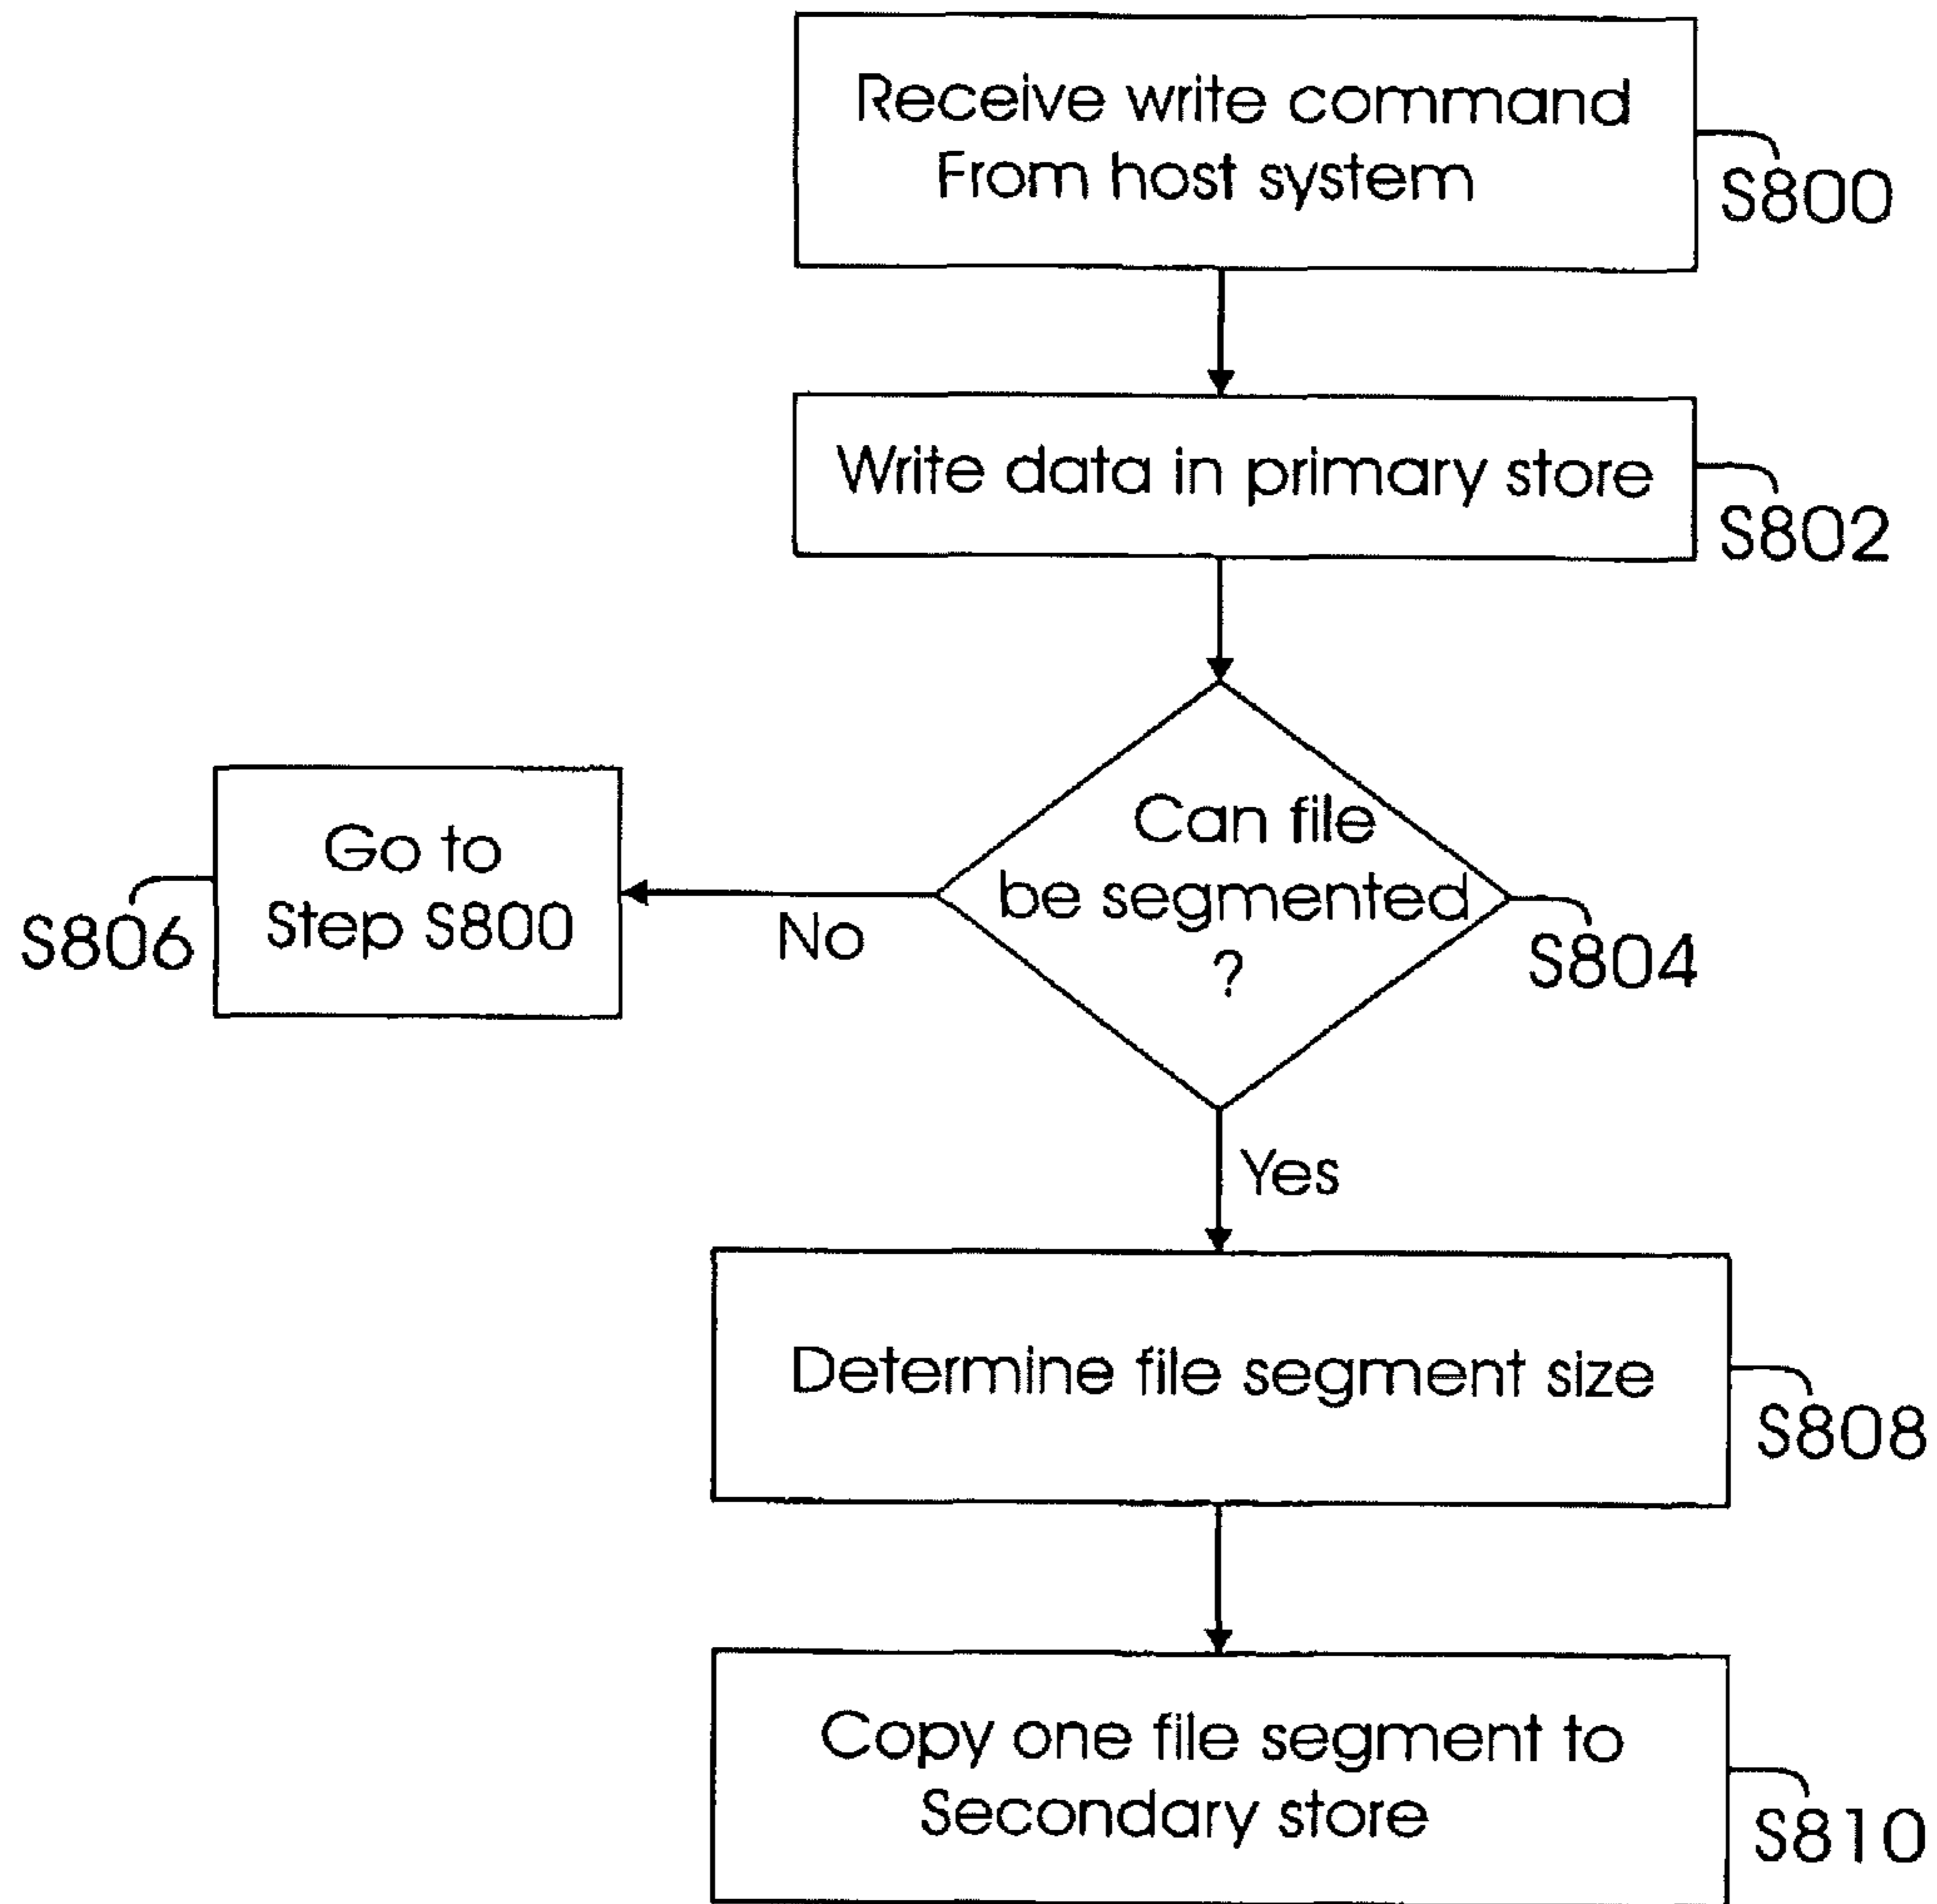 Receive write command
From host system
S800
Write data in primary store
S802
Can file
be segmented
?
S804
No
Go to
Step S800
S806
Yes
Determine file segment size
S808
Copy one file segment to
Secondary store
S810